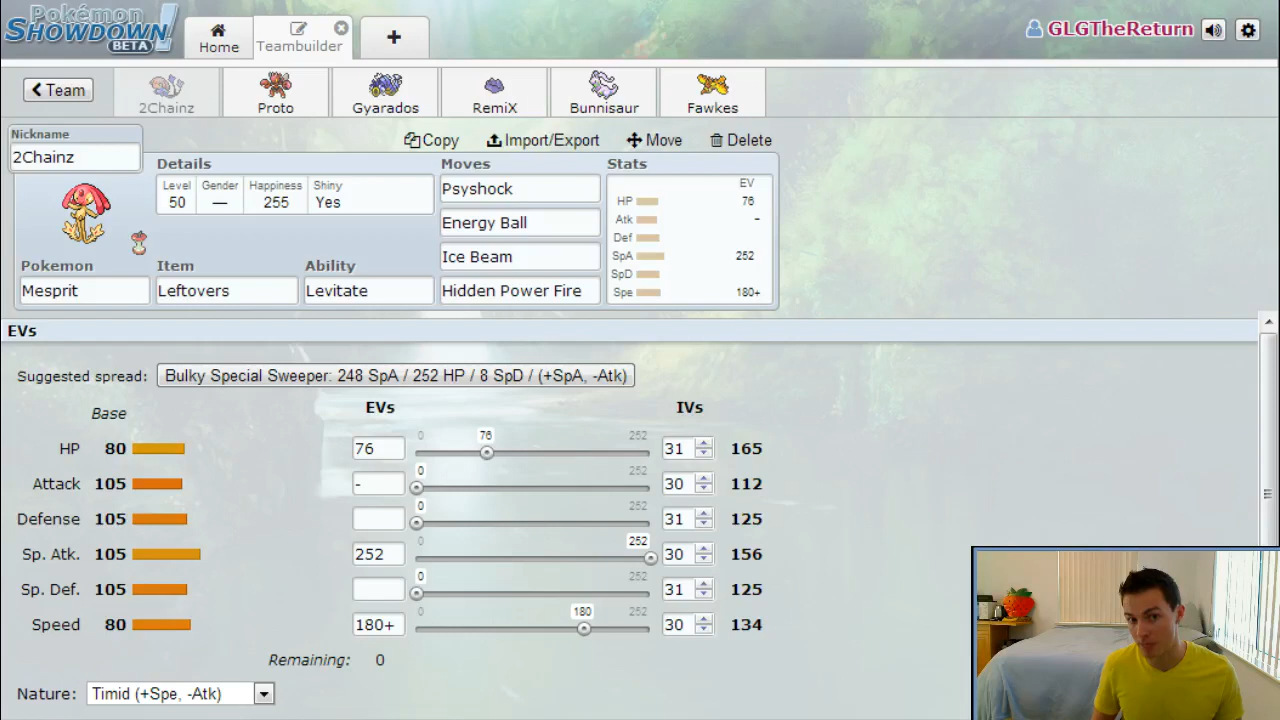 Pokémon
SHOWDOWN!
BETA
Home
Teambuilder
+
GLGTheReturn
Team
2Chainz
Proto
Gyarados
RemiX
Bunnisaur
Fawkes
Copy
Import/Export
Move
Delete
Nickname
2Chainz
Details
Level Gender Happiness Shiny
50 — 255 Yes
Pokemon
Mesprit
Item
Leftovers
Ability
Levitate
Moves
Psyshock
Energy Ball
Ice Beam
Hidden Power Fire
Stats
EV
HP 76
Atk -
Def
SpA 252
SpD
Spe 180+
EVs
Suggested spread: Bulky Special Sweeper: 248 SpA / 252 HP / 8 SpD / (+SpA, -Atk)
Base EVs IVs
HP 80 76 0 76 252 31 165
Attack 105 - 0 252 30 112
Defense 105 0 252 31 125
Sp. Atk. 105 252 0 252 30 156
Sp. Def. 105 0 252 31 125
Speed 80 180+ 0 180 252 30 134
Remaining: 0
Nature: Timid (+Spe, -Atk)